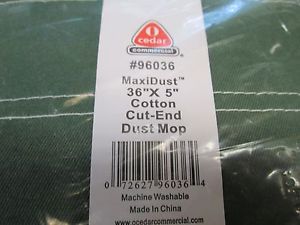 O
cedar
commercial
#96036
MaxiDust™
36"X 5"
Cotton
Cut-End
Dust Mop
0 72627 96036 4
Machine Washable
Made In China
www.ocedarcommercial.com